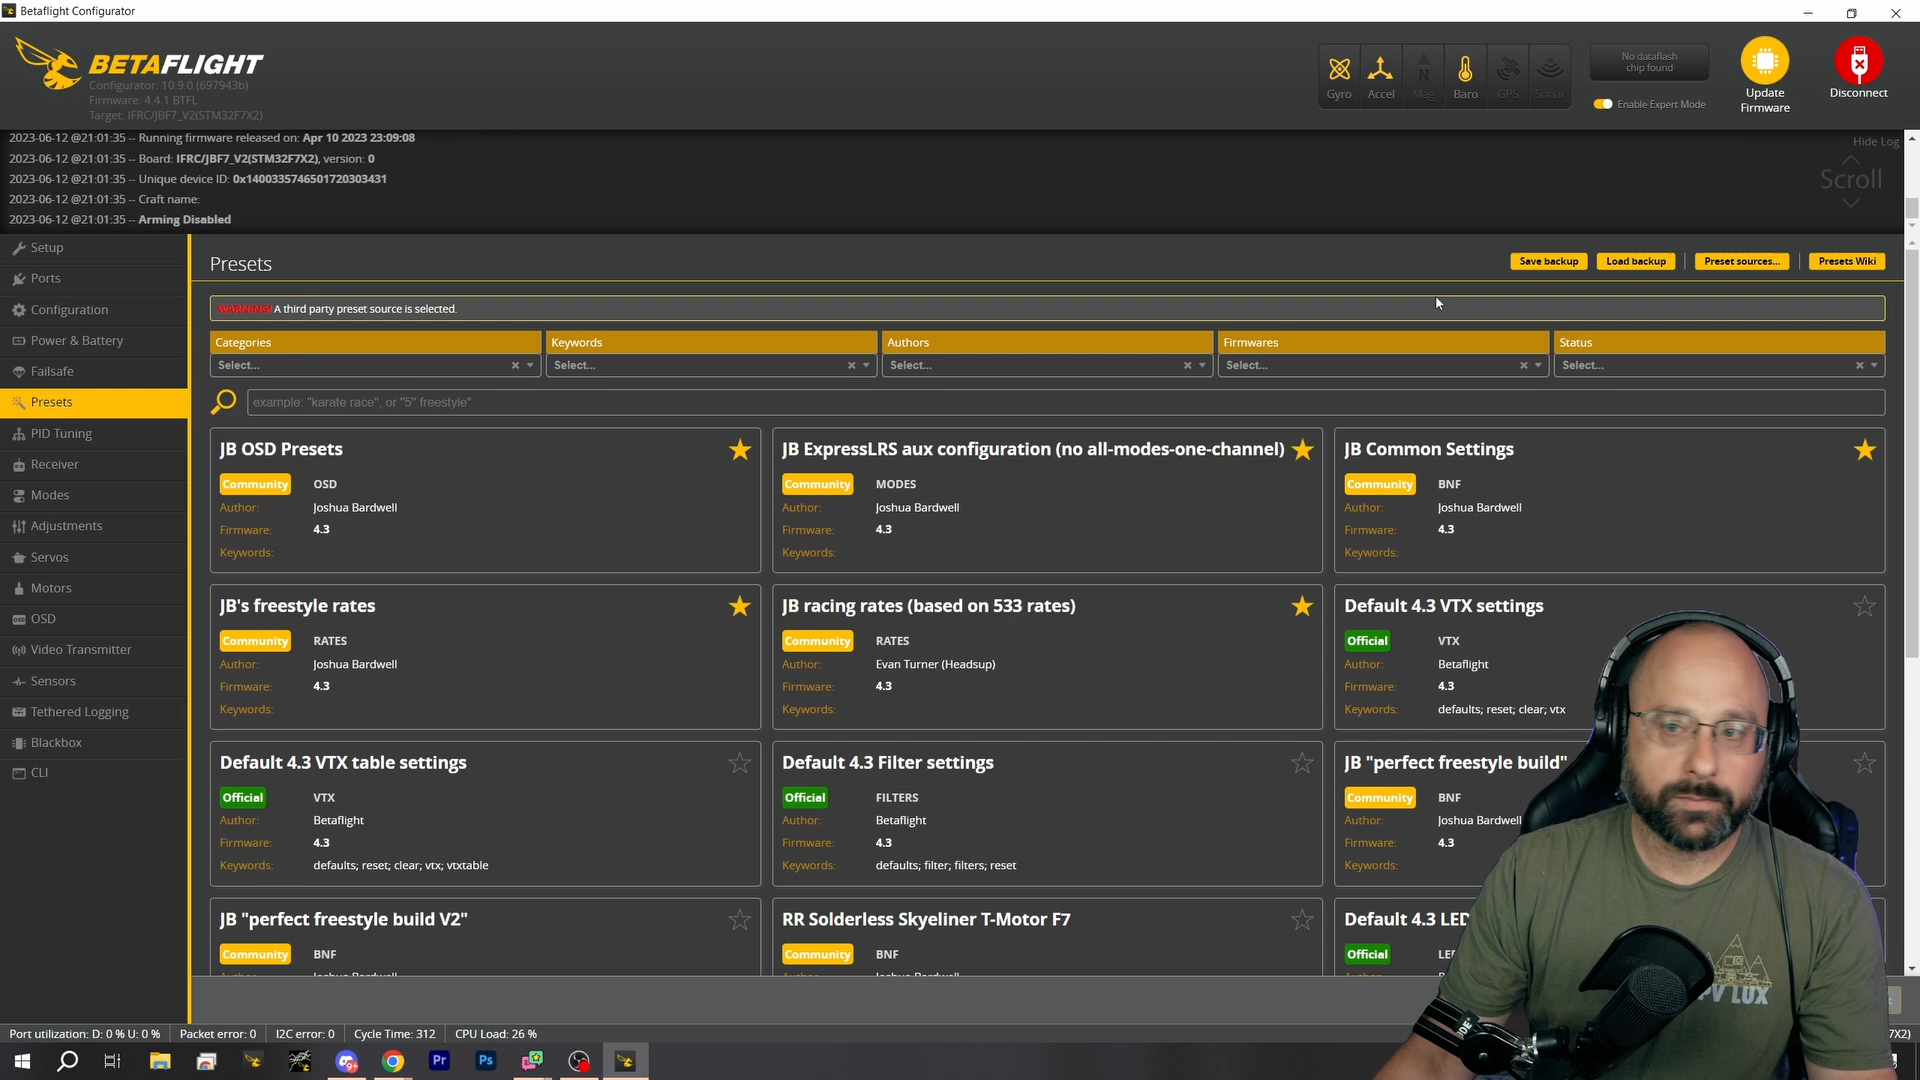 Betaflight Configurator
BETAFLIGHT
Configurator: 10.9.0 (697943b)
Firmware: 4.4.1 BTFL
Target: IFRC/JBF7_V2(STM32F7X2)
Gyro
Accel
Mag
Baro
GPS
Sonar
No dataflash
chip found
Enable Expert Mode
Update
Firmware
Disconnect
2023-06-12 @21:01:35 -- Running firmware released on: Apr 10 2023 23:09:08
2023-06-12 @21:01:35 -- Board: IFRC/JBF7_V2(STM32F7X2), version: 0
2023-06-12 @21:01:35 -- Unique device ID: 0x1400335746501720303431
2023-06-12 @21:01:35 -- Craft name:
2023-06-12 @21:01:35 -- Arming Disabled
Hide Log
Scroll
Setup
Ports
Configuration
Power & Battery
Failsafe
Presets
PID Tuning
Receiver
Modes
Adjustments
Servos
Motors
OSD
Video Transmitter
Sensors
Tethered Logging
Blackbox
CLI
Presets
Save backup
Load backup
Preset sources...
Presets Wiki
WARNING! A third party preset source is selected.
Categories
Keywords
Authors
Firmwares
Status
Select...
Select...
Select...
Select...
Select...
example: "karate race", or "5" freestyle"
JB OSD Presets
Community OSD
Author: Joshua Bardwell
Firmware: 4.3
Keywords:
JB ExpressLRS aux configuration (no all-modes-one-channel)
Community MODES
Author: Joshua Bardwell
Firmware: 4.3
Keywords:
JB Common Settings
Community BNF
Author: Joshua Bardwell
Firmware: 4.3
Keywords:
JB's freestyle rates
Community RATES
Author: Joshua Bardwell
Firmware: 4.3
Keywords:
JB racing rates (based on 533 rates)
Community RATES
Author: Evan Turner (Headsup)
Firmware: 4.3
Keywords:
Default 4.3 VTX settings
Official VTX
Author: Betaflight
Firmware: 4.3
Keywords: defaults; reset; clear; vtx
Default 4.3 VTX table settings
Official VTX
Author: Betaflight
Firmware: 4.3
Keywords: defaults; reset; clear; vtx; vtxtable
Default 4.3 Filter settings
Official FILTERS
Author: Betaflight
Firmware: 4.3
Keywords: defaults; filter; filters; reset
JB "perfect freestyle build"
Community BNF
Author: Joshua Bardwell
Firmware: 4.3
Keywords:
JB "perfect freestyle build V2"
Community BNF
RR Solderless Skyeliner T-Motor F7
Community BNF
Default 4.3 LED
Official
PV LUX
Port utilization: D: 0 % U: 0 %
Packet error: 0
I2C error: 0
Cycle Time: 312
CPU Load: 26 %
7X2)
9+
Pr
Ps